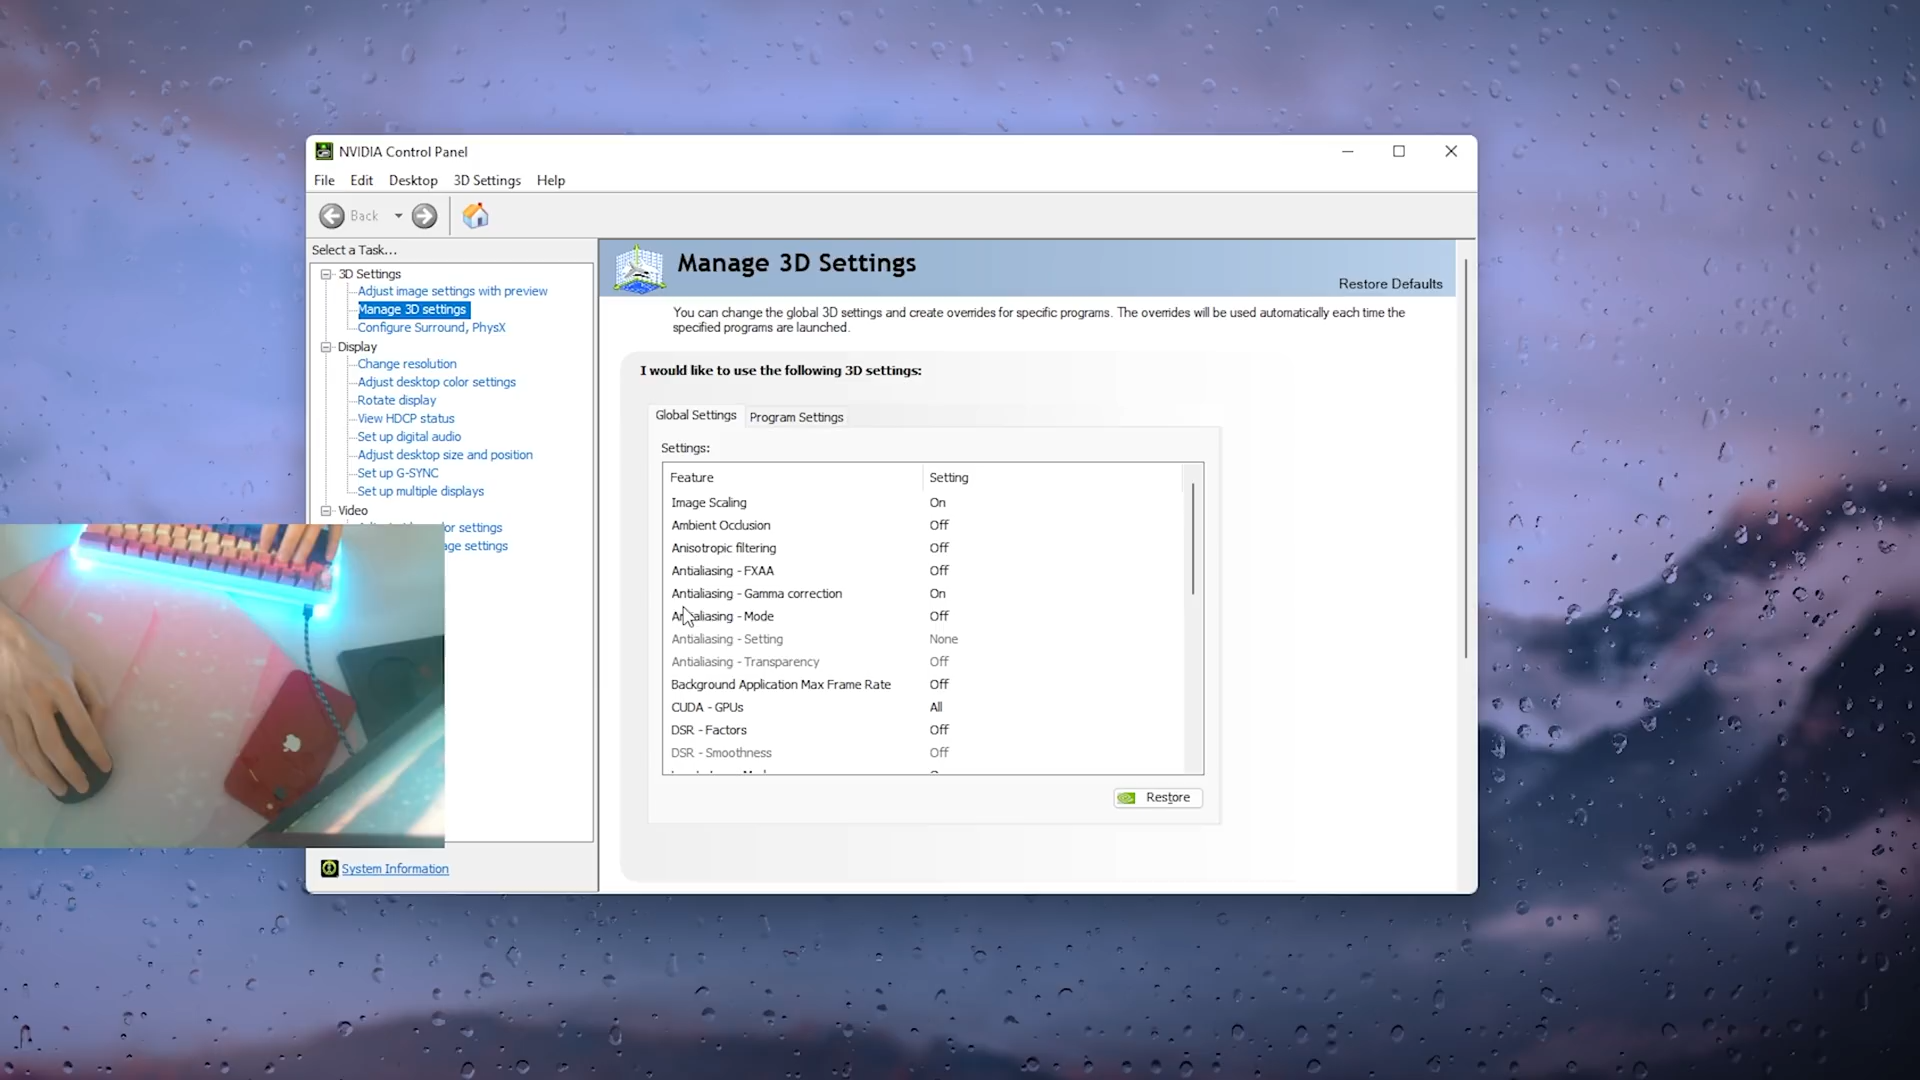 NVIDIA Control Panel
File Edit Desktop 3D Settings Help
Back
Select a Task...
3D Settings
Adjust image settings with preview
Manage 3D settings
Configure Surround, PhysX
Display
Change resolution
Adjust desktop color settings
Rotate display
View HDCP status
Set up digital audio
Adjust desktop size and position
Set up G-SYNC
Set up multiple displays
Video
or settings
age settings
System Information
Manage 3D Settings
Restore Defaults
You can change the global 3D settings and create overrides for specific programs. The overrides will be used automatically each time the
specified programs are launched.
I would like to use the following 3D settings:
Global Settings Program Settings
Settings:
Feature Setting
Image Scaling On
Ambient Occlusion Off
Anisotropic filtering Off
Antialiasing - FXAA Off
Antialiasing - Gamma correction On
Antialiasing - Mode Off
Antialiasing - Setting None
Antialiasing - Transparency Off
Background Application Max Frame Rate Off
CUDA - GPUs All
DSR - Factors Off
DSR - Smoothness Off
Restore